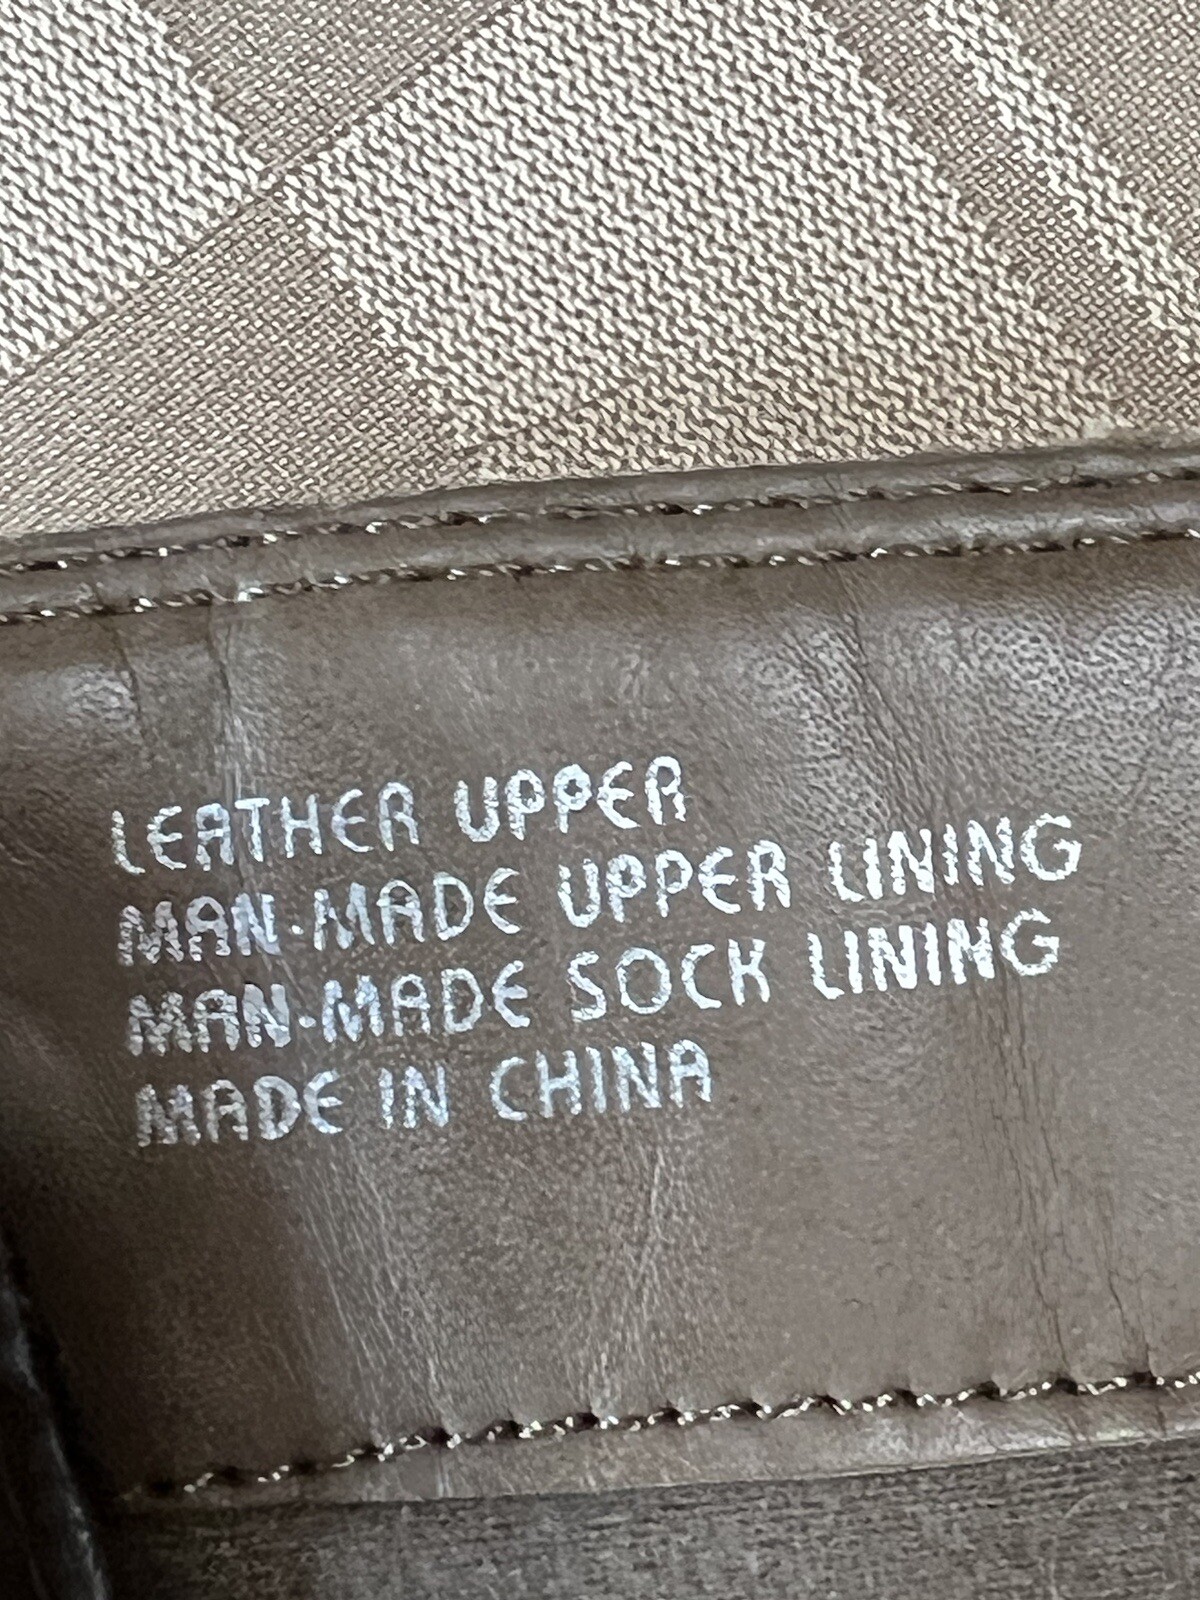 LEATHER UPPER
MAN-MADE UPPER LINING
MAN-MADE SOCK LINING
MADE IN CHINA